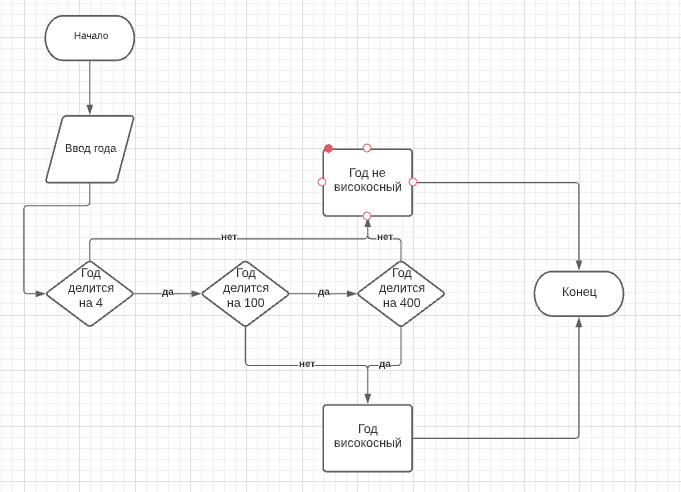 Начало
Ввод года
Год не
високосный
нет
нет
Год
делится
на 4
да
Год
делится
на 100
да
Год
делится
на 400
Конец
нет
да
Год
високосный